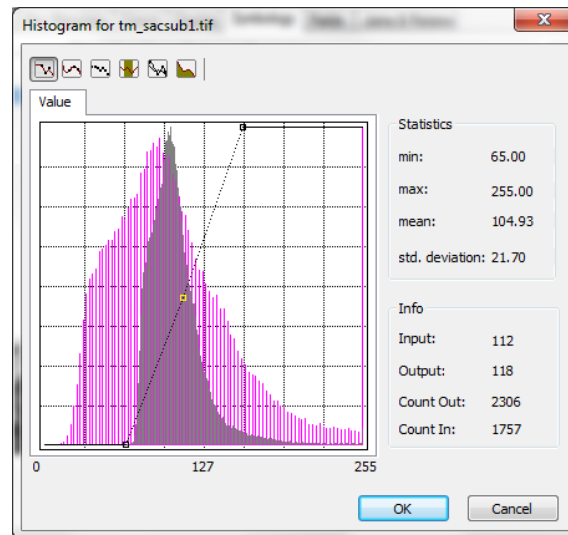 Histogram for tm_sacsub1.tif
Value
Statistics
min: 65.00
max: 255.00
mean: 104.93
std. deviation: 21.70
Info
Input: 112
Output: 118
Count Out: 2306
Count In: 1757
0 127 255
OK Cancel